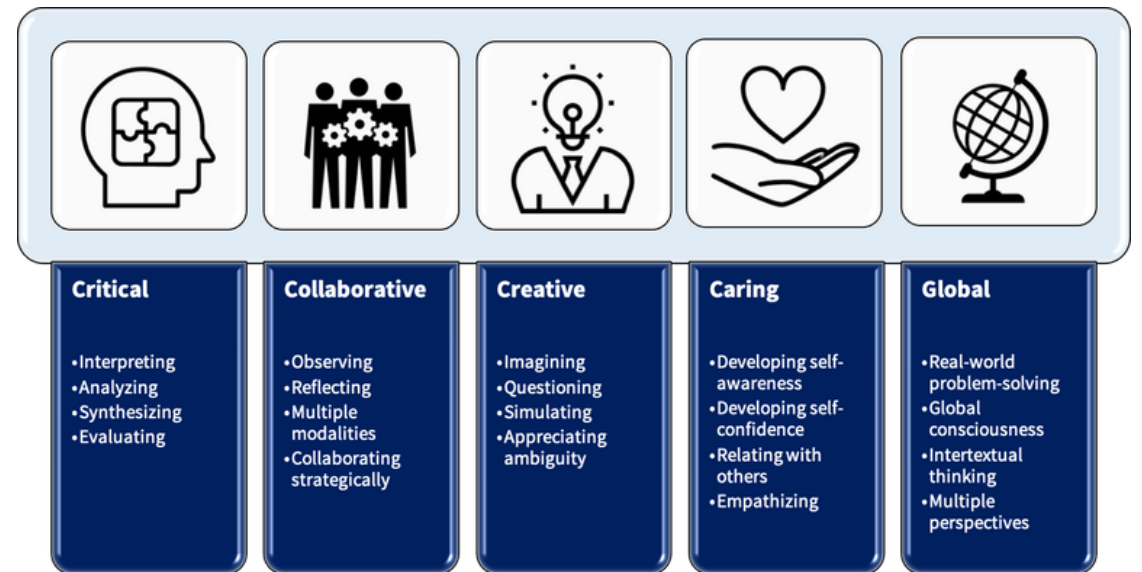 Critical
•Interpreting
•Analyzing
•Synthesizing
•Evaluating
Collaborative
•Observing
•Reflecting
•Multiple
modalities
•Collaborating
strategically
Creative
•Imagining
•Questioning
•Simulating
•Appreciating
ambiguity
Caring
•Developing self-
awareness
•Developing self-
confidence
•Relating with
others
•Empathizing
Global
•Real-world
problem-solving
•Global
consciousness
•Intertextual
thinking
•Multiple
perspectives